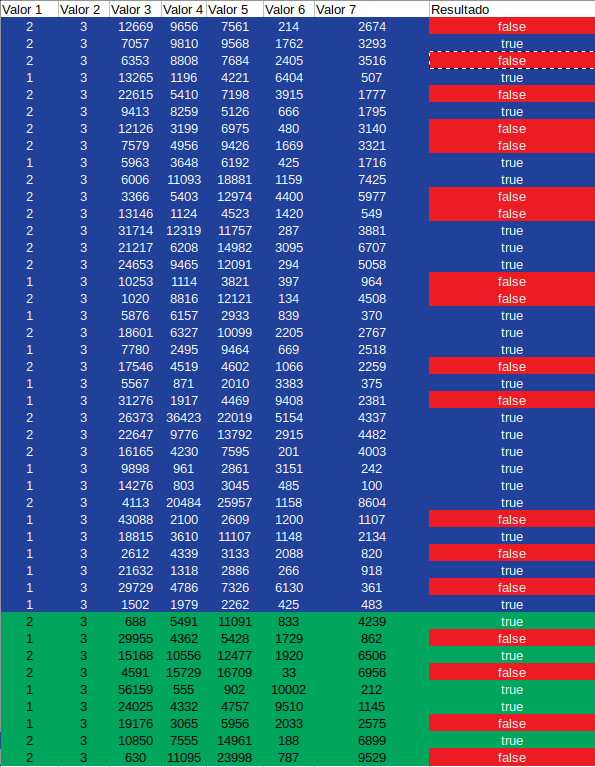 Valor 1 Valor 2 Valor 3 Valor 4 Valor 5 Valor 6 Valor 7 Resultado
2 3 12669 9656 7561 214 2674 false
2 3 7057 9810 9568 1762 3293 true
2 3 6353 8808 7684 2405 3516 false
1 3 13265 1196 4221 6404 507 true
2 3 22615 5410 7198 3915 1777 false
2 3 9413 8259 5126 666 1795 true
2 3 12126 3199 6975 480 3140 false
2 3 7579 4956 9426 1669 3321 false
1 3 5963 3648 6192 425 1716 true
2 3 6006 11093 18881 1159 7425 true
2 3 3366 5403 12974 4400 5977 false
2 3 13146 1124 4523 1420 549 false
2 3 31714 12319 11757 287 3881 true
2 3 21217 6208 14982 3095 6707 true
2 3 24653 9465 12091 294 5058 true
1 3 10253 1114 3821 397 964 false
2 3 1020 8816 12121 134 4508 false
1 3 5876 6157 2933 839 370 true
2 3 18601 6327 10099 2205 2767 true
1 3 7780 2495 9464 669 2518 true
2 3 17546 4519 4602 1066 2259 false
1 3 5567 871 2010 3383 375 true
1 3 31276 1917 4469 9408 2381 false
2 3 26373 36423 22019 5154 4337 true
2 3 22647 9776 13792 2915 4482 true
2 3 16165 4230 7595 201 4003 true
1 3 9898 961 2861 3151 242 true
1 3 14276 803 3045 485 100 true
2 3 4113 20484 25957 1158 8604 true
1 3 43088 2100 2609 1200 1107 false
1 3 18815 3610 11107 1148 2134 true
1 3 2612 4339 3133 2088 820 false
1 3 21632 1318 2886 266 918 true
1 3 29729 4786 7326 6130 361 false
1 3 1502 1979 2262 425 483 true
2 3 688 5491 11091 833 4239 true
1 3 29955 4362 5428 1729 862 false
2 3 15168 10556 12477 1920 6506 true
2 3 4591 15729 16709 33 6956 false
1 3 56159 555 902 10002 212 true
1 3 24025 4332 4757 9510 1145 true
1 3 19176 3065 5956 2033 2575 false
2 3 10850 7555 14961 188 6899 true
2 3 630 11095 23998 787 9529 false